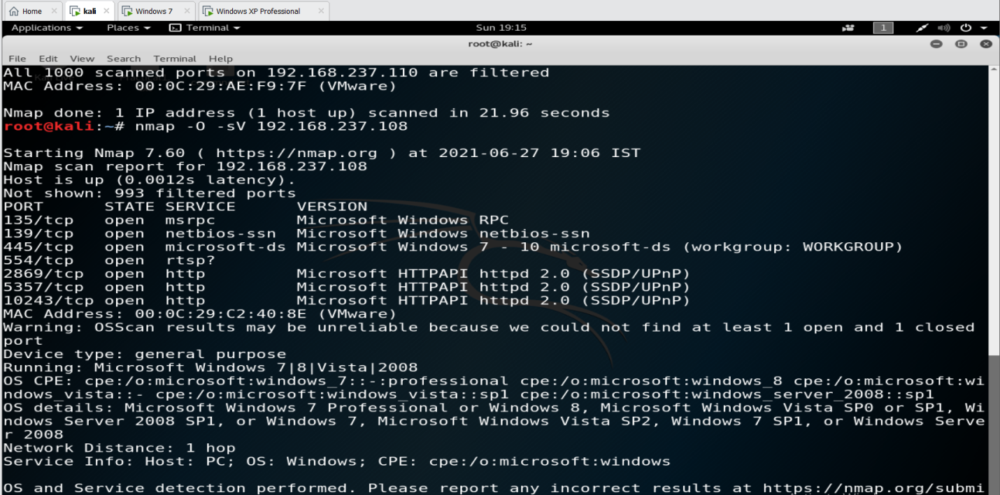 Home × kali × Windows 7 × Windows XP Professional ×
Applications Places Terminal Sun 19:15 1
root@kali: ~
File Edit View Search Terminal Help
All 1000 scanned ports on 192.168.237.110 are filtered
MAC Address: 00:0C:29:AE:F9:7F (VMware)
Nmap done: 1 IP address (1 host up) scanned in 21.96 seconds
root@kali:~# nmap -O -sV 192.168.237.108
Starting Nmap 7.60 ( https://nmap.org ) at 2021-06-27 19:06 IST
Nmap scan report for 192.168.237.108
Host is up (0.0012s latency).
Not shown: 993 filtered ports
PORT STATE SERVICE VERSION
135/tcp open msrpc Microsoft Windows RPC
139/tcp open netbios-ssn Microsoft Windows netbios-ssn
445/tcp open microsoft-ds Microsoft Windows 7 - 10 microsoft-ds (workgroup: WORKGROUP)
554/tcp open rtsp?
2869/tcp open http Microsoft HTTPAPI httpd 2.0 (SSDP/UPnP)
5357/tcp open http Microsoft HTTPAPI httpd 2.0 (SSDP/UPnP)
10243/tcp open http Microsoft HTTPAPI httpd 2.0 (SSDP/UPnP)
MAC Address: 00:0C:29:C2:40:8E (VMware)
Warning: OSScan results may be unreliable because we could not find at least 1 open and 1 closed
port
Device type: general purpose
Running: Microsoft Windows 7|8|Vista|2008
OS CPE: cpe:/o:microsoft:windows_7::-:professional cpe:/o:microsoft:windows_8 cpe:/o:microsoft:wi
ndows_vista::- cpe:/o:microsoft:windows_vista::sp1 cpe:/o:microsoft:windows_server_2008::sp1
OS details: Microsoft Windows 7 Professional or Windows 8, Microsoft Windows Vista SP0 or SP1, Wi
ndows Server 2008 SP1, or Windows 7, Microsoft Windows Vista SP2, Windows 7 SP1, or Windows Serve
r 2008
Network Distance: 1 hop
Service Info: Host: PC; OS: Windows; CPE: cpe:/o:microsoft:windows
OS and Service detection performed. Please report any incorrect results at https://nmap.org/submi